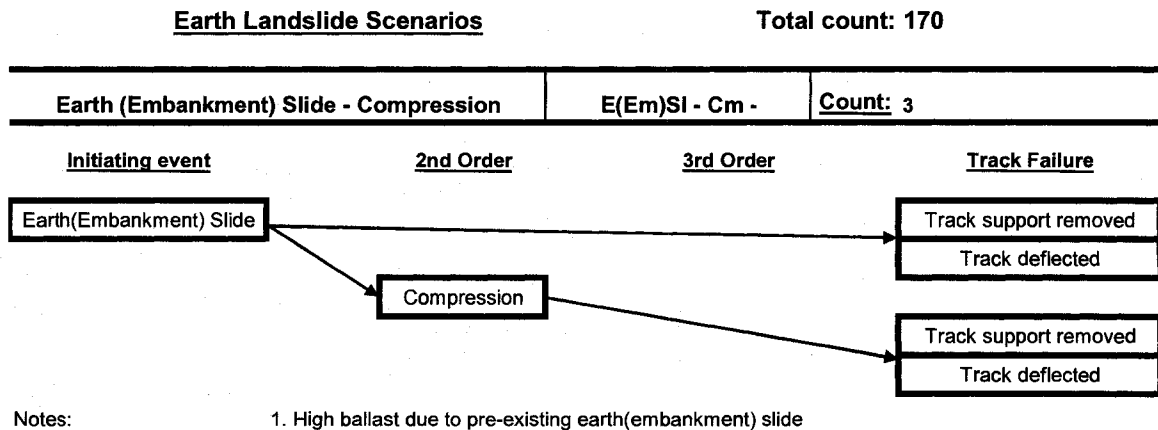 Earth Landslide Scenarios Total count: 170
Earth (Embankment) Slide - Compression E(Em)Sl - Cm - Count: 3
Initiating event 2nd Order 3rd Order Track Failure
Earth(Embankment) Slide
Track support removed
Track deflected
Compression
Track support removed
Track deflected
Notes: 1. High ballast due to pre-existing earth(embankment) slide